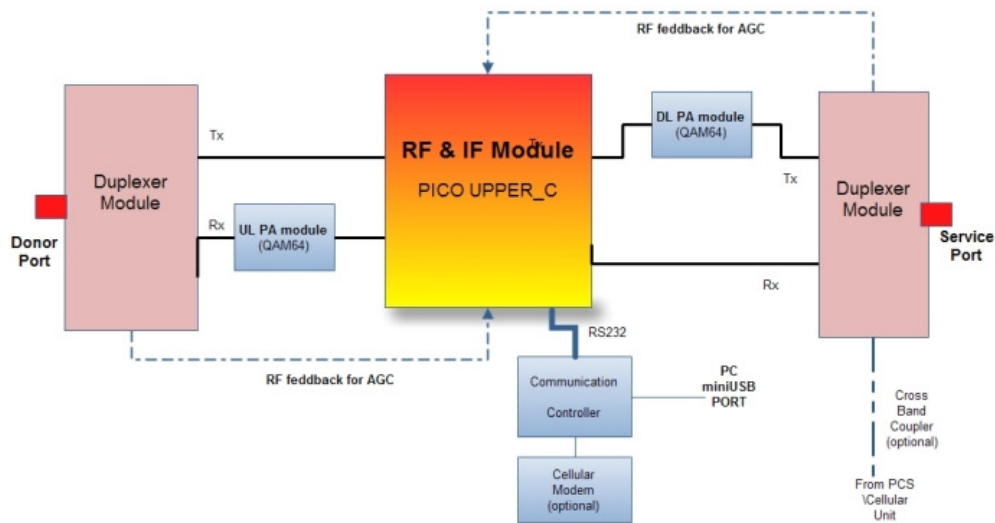 RF feddback for AGC
DL PA module
(QAM64)
Tx
RF & IF Module
Tx
PICO UPPER_C
Duplexer
Module
Tx
Duplexer
Module
Rx
UL PA module
(QAM64)
Donor
Port
Service
Port
Rx
RS232
RF feddback for AGC
Communication
Controller
PC
miniUSB
PORT
Cross
Band
Coupler
(optional)
Cellular
Modem
(optional)
From PCS
\Cellular
Unit